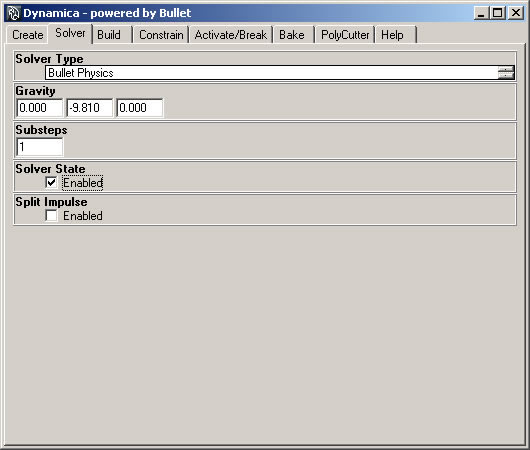 Dynamica - powered by Bullet
Create Solver Build Constrain Activate/Break Bake PolyCutter Help
Solver Type
Bullet Physics
Gravity
0.000 -9.810 0.000
Substeps
1
Solver State
Enabled
Split Impulse
Enabled